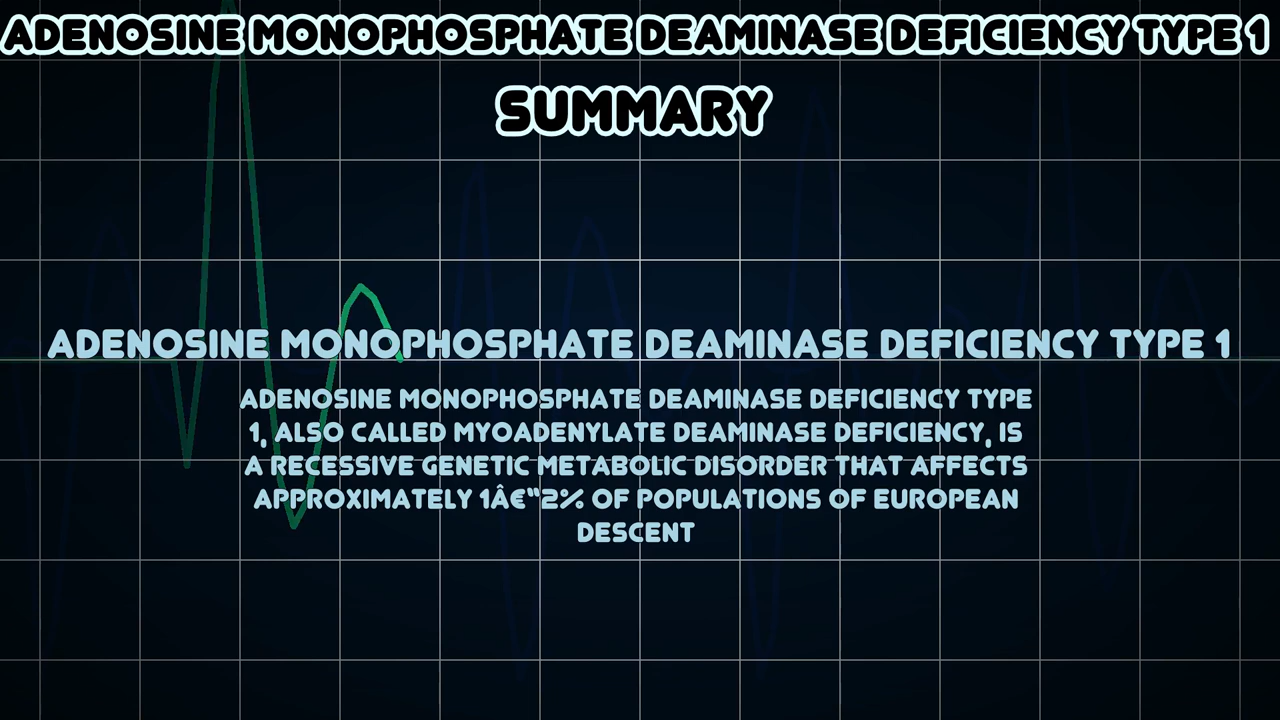 ADENOSINE MONOPHOSPHATE DEAMINASE DEFICIENCY TYPE 1
SUMMARY
ADENOSINE MONOPHOSPHATE DEAMINASE DEFICIENCY TYPE 1
ADENOSINE MONOPHOSPHATE DEAMINASE DEFICIENCY TYPE
1, ALSO CALLED MYOADENYLATE DEAMINASE DEFICIENCY, IS
A RECESSIVE GENETIC METABOLIC DISORDER THAT AFFECTS
APPROXIMATELY 1Â€“2% OF POPULATIONS OF EUROPEAN
DESCENT